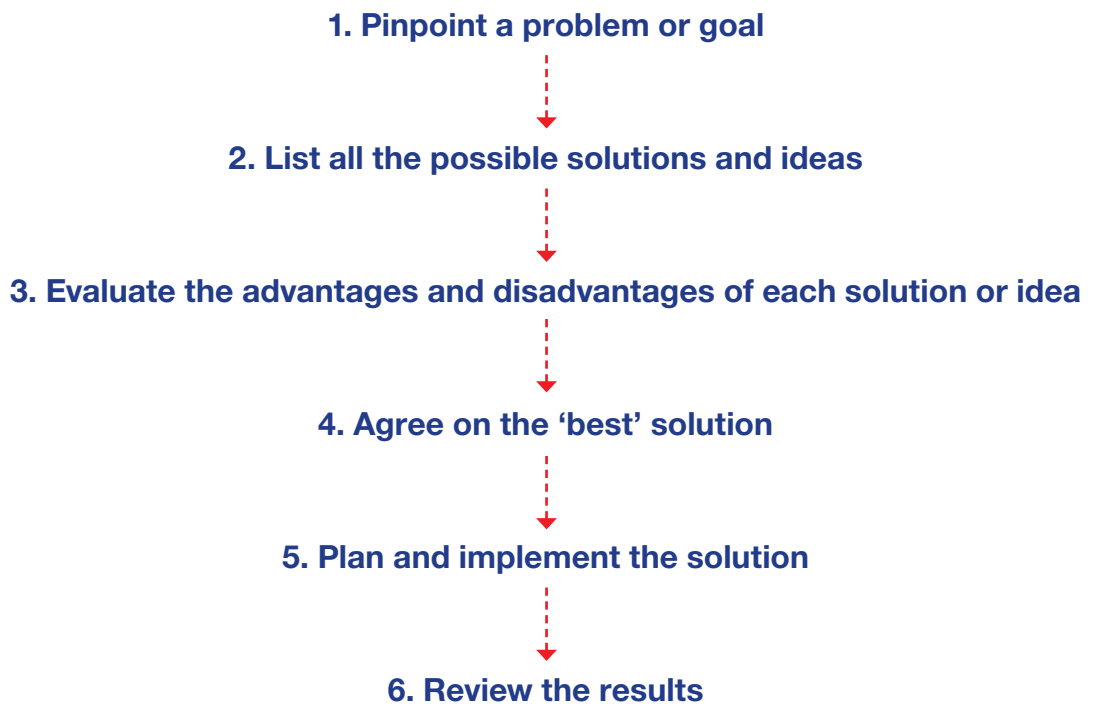 1. Pinpoint a problem or goal
2. List all the possible solutions and ideas
3. Evaluate the advantages and disadvantages of each solution or idea
4. Agree on the ‘best’ solution
5. Plan and implement the solution
6. Review the results